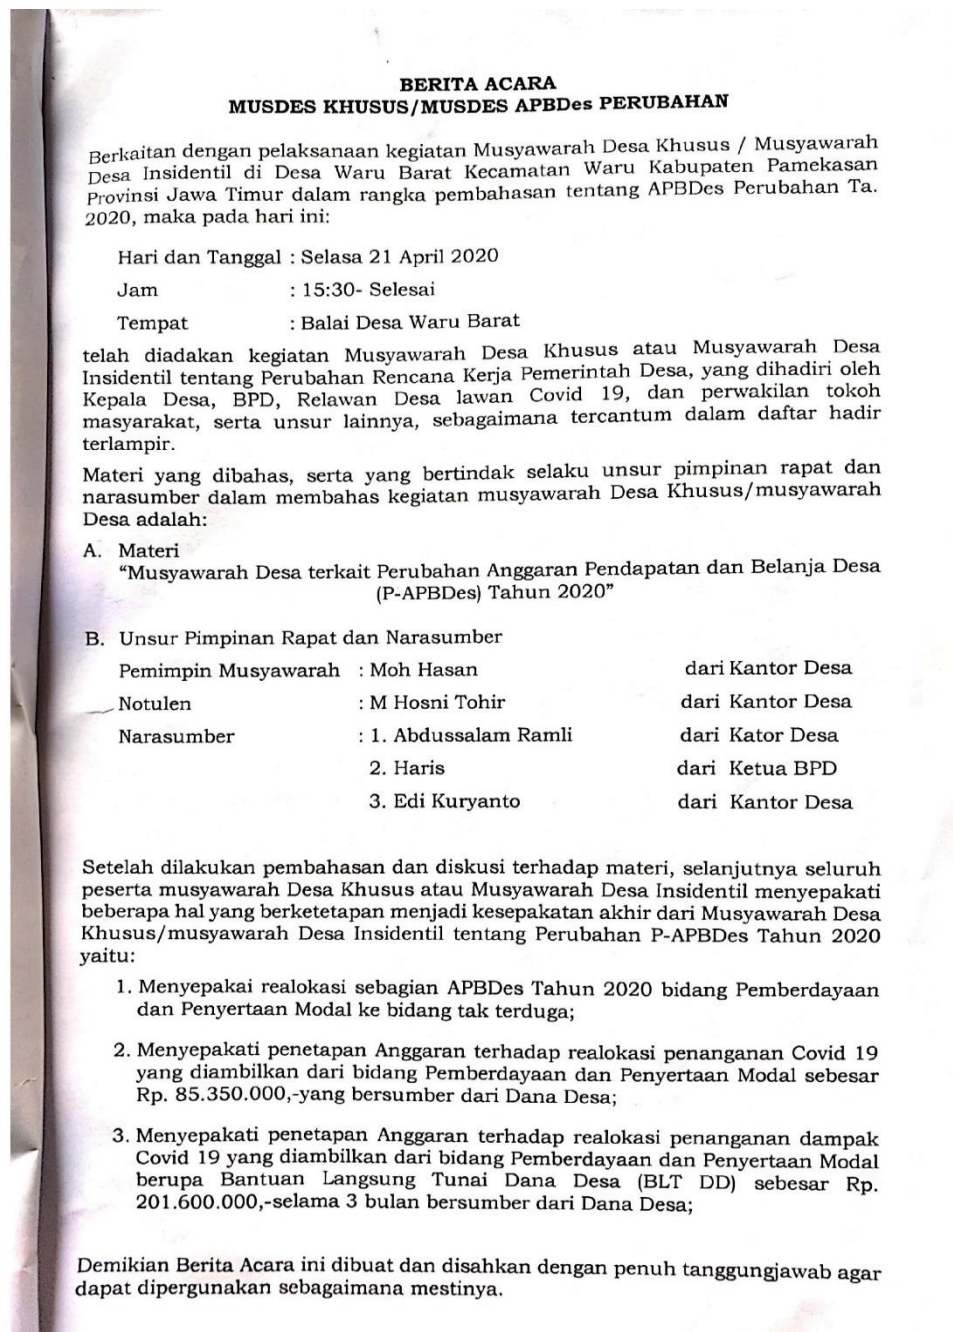 BERITA ACARA
MUSDES KHUSUS/MUSDES APBDes PERUBAHAN
Berkaitan dengan pelaksanaan kegiatan Musyawarah Desa Khusus / Musyawarah
Desa Insidentil di Desa Waru Barat Kecamatan Waru Kabupaten Pamekasan
Provinsi Jawa Timur dalam rangka pembahasan tentang APBDes Perubahan Ta.
2020, maka pada hari ini:
Hari dan Tanggal : Selasa 21 April 2020
Jam : 15:30- Selesai
Tempat : Balai Desa Waru Barat
telah diadakan kegiatan Musyawarah Desa Khusus atau Musyawarah Desa
Insidentil tentang Perubahan Rencana Kerja Pemerintah Desa, yang dihadiri oleh
Kepala Desa, BPD, Relawan Desa lawan Covid 19, dan perwakilan tokoh
masyarakat, serta unsur lainnya, sebagaimana tercantum dalam daftar hadir
terlampir.
Materi yang dibahas, serta yang bertindak selaku unsur pimpinan rapat dan
narasumber dalam membahas kegiatan musyawarah Desa Khusus/musyawarah
Desa adalah:
A. Materi
“Musyawarah Desa terkait Perubahan Anggaran Pendapatan dan Belanja Desa
(P-APBDes) Tahun 2020”
B. Unsur Pimpinan Rapat dan Narasumber
Pemimpin Musyawarah : Moh Hasan dari Kantor Desa
Notulen : M Hosni Tohir dari Kantor Desa
Narasumber : 1. Abdussalam Ramli dari Kator Desa
2. Haris dari Ketua BPD
3. Edi Kuryanto dari Kantor Desa
Setelah dilakukan pembahasan dan diskusi terhadap materi, selanjutnya seluruh
peserta musyawarah Desa Khusus atau Musyawarah Desa Insidentil menyepakati
beberapa hal yang berketetapan menjadi kesepakatan akhir dari Musyawarah Desa
Khusus/musyawarah Desa Insidentil tentang Perubahan P-APBDes Tahun 2020
yaitu:
1. Menyepakai realokasi sebagian APBDes Tahun 2020 bidang Pemberdayaan
dan Penyertaan Modal ke bidang tak terduga;
2. Menyepakati penetapan Anggaran terhadap realokasi penanganan Covid 19
yang diambilkan dari bidang Pemberdayaan dan Penyertaan Modal sebesar
Rp. 85.350.000,-yang bersumber dari Dana Desa;
3. Menyepakati penetapan Anggaran terhadap realokasi penanganan dampak
Covid 19 yang diambilkan dari bidang Pemberdayaan dan Penyertaan Modal
berupa Bantuan Langsung Tunai Dana Desa (BLT DD) sebesar Rp.
201.600.000,-selama 3 bulan bersumber dari Dana Desa;
Demikian Berita Acara ini dibuat dan disahkan dengan penuh tanggungjawab agar
dapat dipergunakan sebagaimana mestinya.